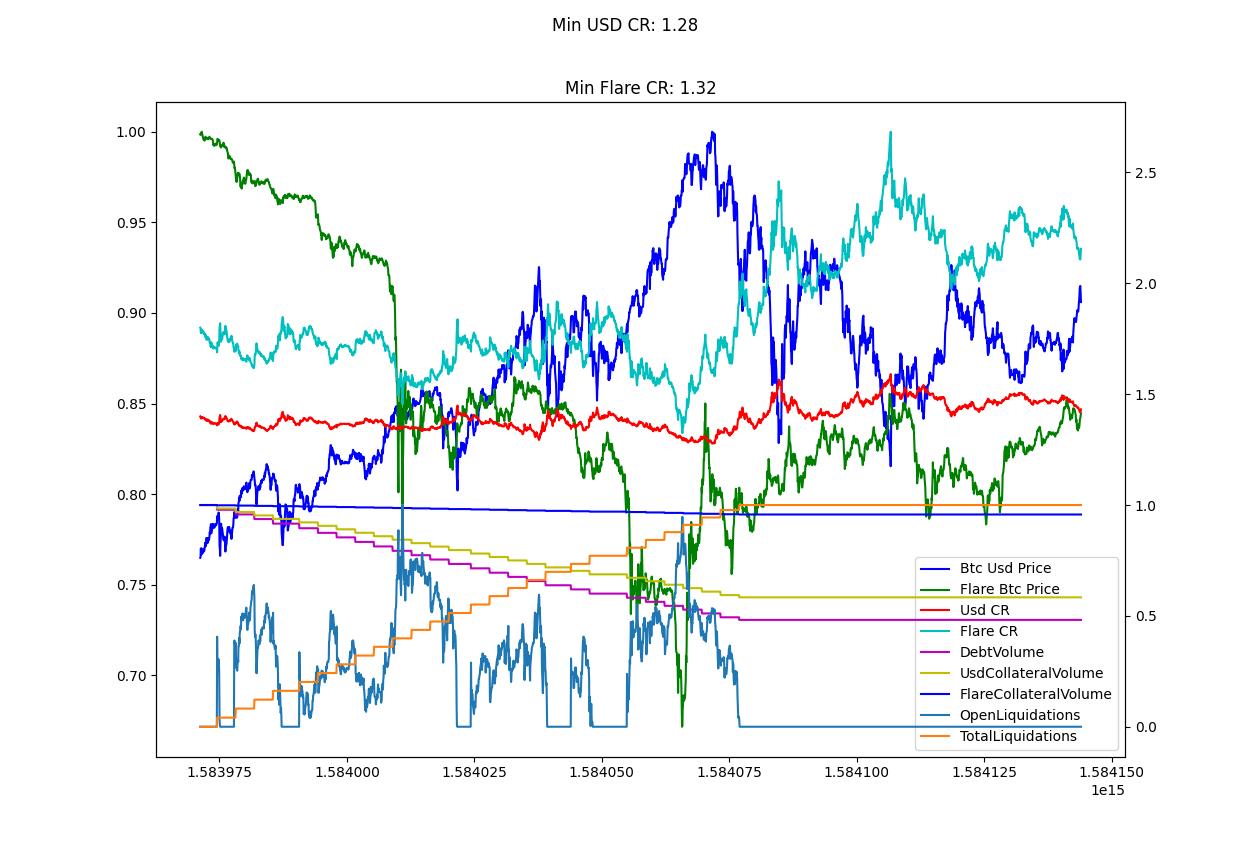 Min USD CR: 1.28
Min Flare CR: 1.32
1.00
0.95
0.90
0.85
0.80
0.75
0.70
2.5
2.0
1.5
1.0
0.5
0.0
Btc Usd Price
Flare Btc Price
Usd CR
Flare CR
DebtVolume
UsdCollateralVolume
FlareCollateralVolume
OpenLiquidations
TotalLiquidations
1.583975 1.584000 1.584025 1.584050 1.584075 1.584100 1.584125 1.584150
1e15